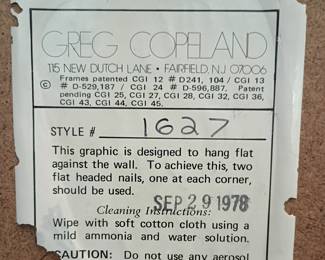 GREG COPELAND
115 NEW DUTCH LANE • FAIRFIELD, NJ 07006
Frames patented CGI 12 # D241, 104 / CGI 13
© # D-529,187 / CGI 24 # D-596,887. Patent
pending CGI 25, CGI 27, CGI 28, CGI 32, CGI 36,
CGI 43, CGI 44, CGI 45.
STYLE # 1627
This graphic is designed to hang flat
against the wall. To achieve this, two
flat headed nails, one at each corner,
should be used.
SEP 29 1978
Cleaning Instructions:
Wipe with soft cotton cloth using a
mild ammonia and water solution.
CAUTION: Do not use any aerosol